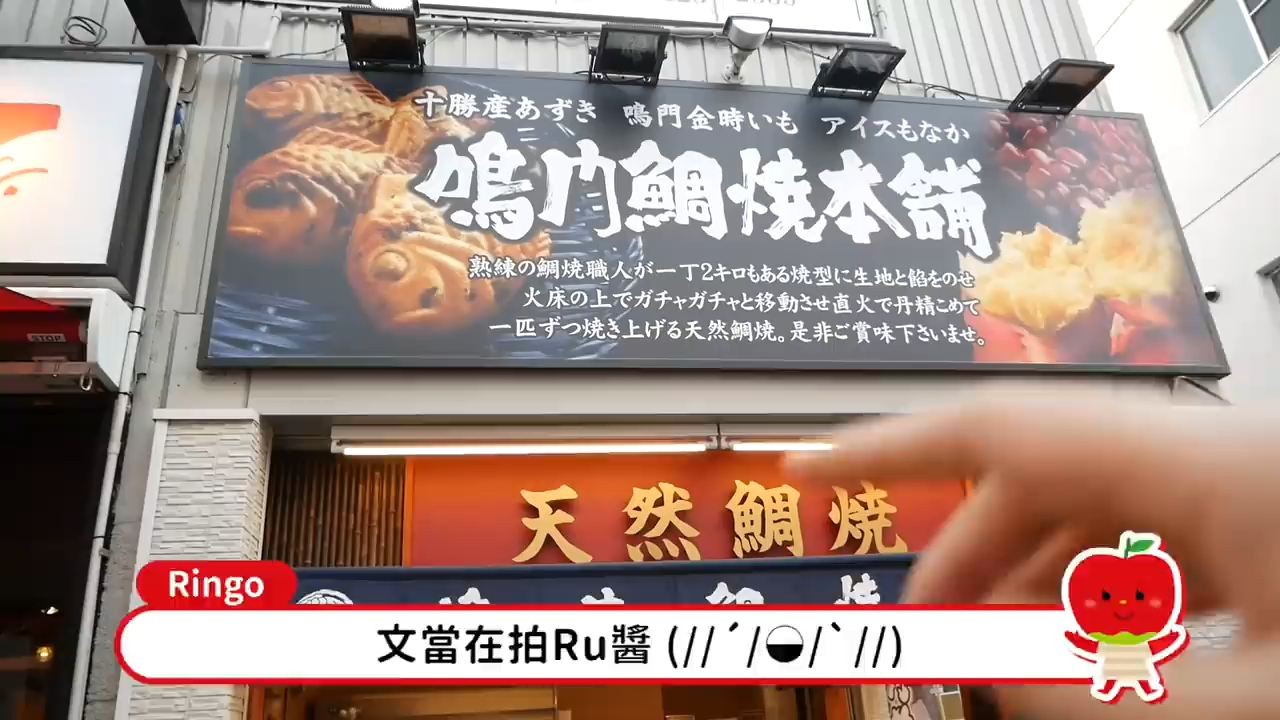 十勝産あずき 鳴門金時いも アイスもなか
鳴門鯛焼本舗
熟練の鯛焼職人が一丁2キロもある焼型に生地と餡をのせ
火床の上でガチャガチャと移動させ直火で丹精こめて
一匹ずつ焼き上げる天然鯛焼。是非ご賞味下さいませ。
STOP
天然鯛焼
Ringo
文當在拍Ru醬 (//´/◒/`//)